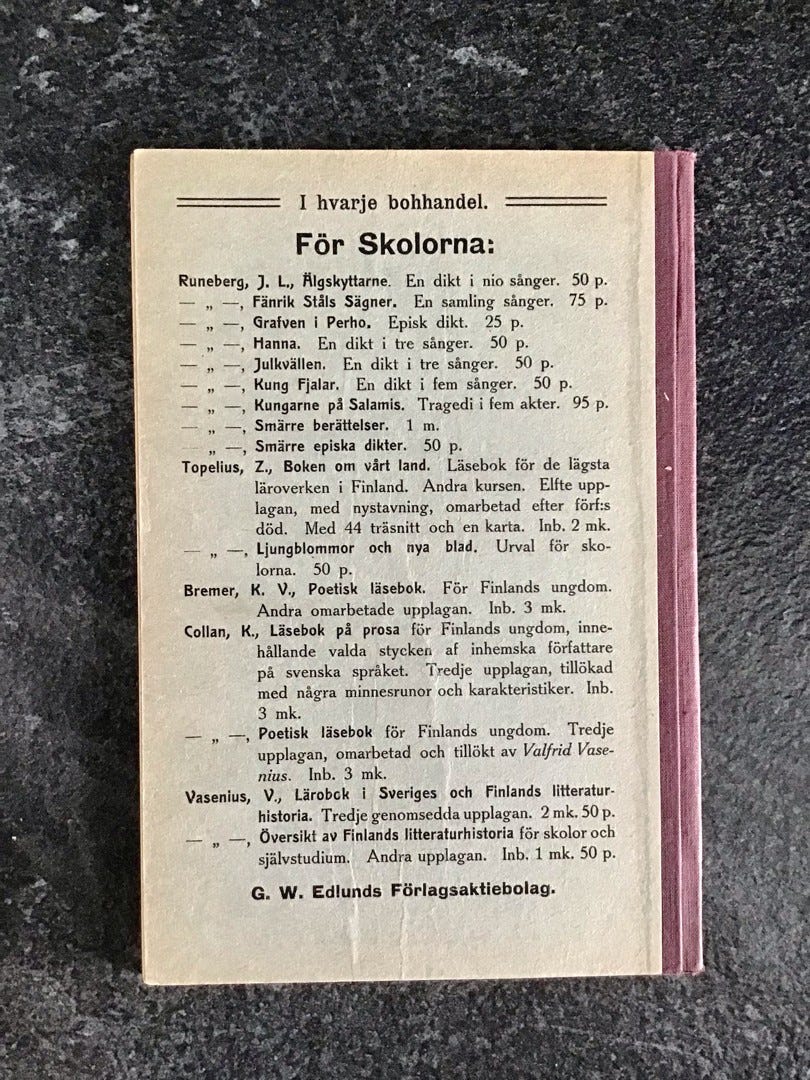 I hvarje bohhandel.
För Skolorna:
Runeberg, J. L., Älgskyttarne. En dikt i nio sånger. 50 p.
— „ —, Fänrik Ståls Sägner. En samling sånger. 75 p.
— „ —, Grafven i Perho. Episk dikt. 25 p.
— „ —, Hanna. En dikt i tre sånger. 50 p.
— „ —, Julkvällen. En dikt i tre sånger. 50 p.
— „ —, Kung Fjalar. En dikt i fem sånger. 50 p.
— „ —, Kungarne på Salamis. Tragedi i fem akter. 95 p.
— „ —, Smärre berättelser. 1 m.
— „ —, Smärre episka dikter. 50 p.
Topelius, Z., Boken om vårt land. Läsebok för de lägsta
läroverken i Finland. Andra kursen. Elfte upp-
lagan, med nystavning, omarbetad efter förf:s
död. Med 44 träsnitt och en karta. Inb. 2 mk.
— „ —, Ljungblommor och nya blad. Urval för sko-
lorna. 50 p.
Bremer, K. V., Poetisk läsebok. För Finlands ungdom.
Andra omarbetade upplagan. Inb. 3 mk.
Collan, K., Läsebok på prosa för Finlands ungdom, inne-
hållande valda stycken af inhemska författare
på svenska språket. Tredje upplagan, tillökad
med några minnesrunor och karakteristiker. Inb.
3 mk.
— „ —, Poetisk läsebok för Finlands ungdom. Tredje
upplagan, omarbetad och tillökt av Valfrid Vase-
nius. Inb. 3 mk.
Vasenius, V., Lärobok i Sveriges och Finlands litteratur-
historia. Tredje genomsedda upplagan. 2 mk. 50 p.
— „ —, Översikt av Finlands litteraturhistoria för skolor och
självstudium. Andra upplagan. Inb. 1 mk. 50 p.
G. W. Edlunds Förlagsaktiebolag.